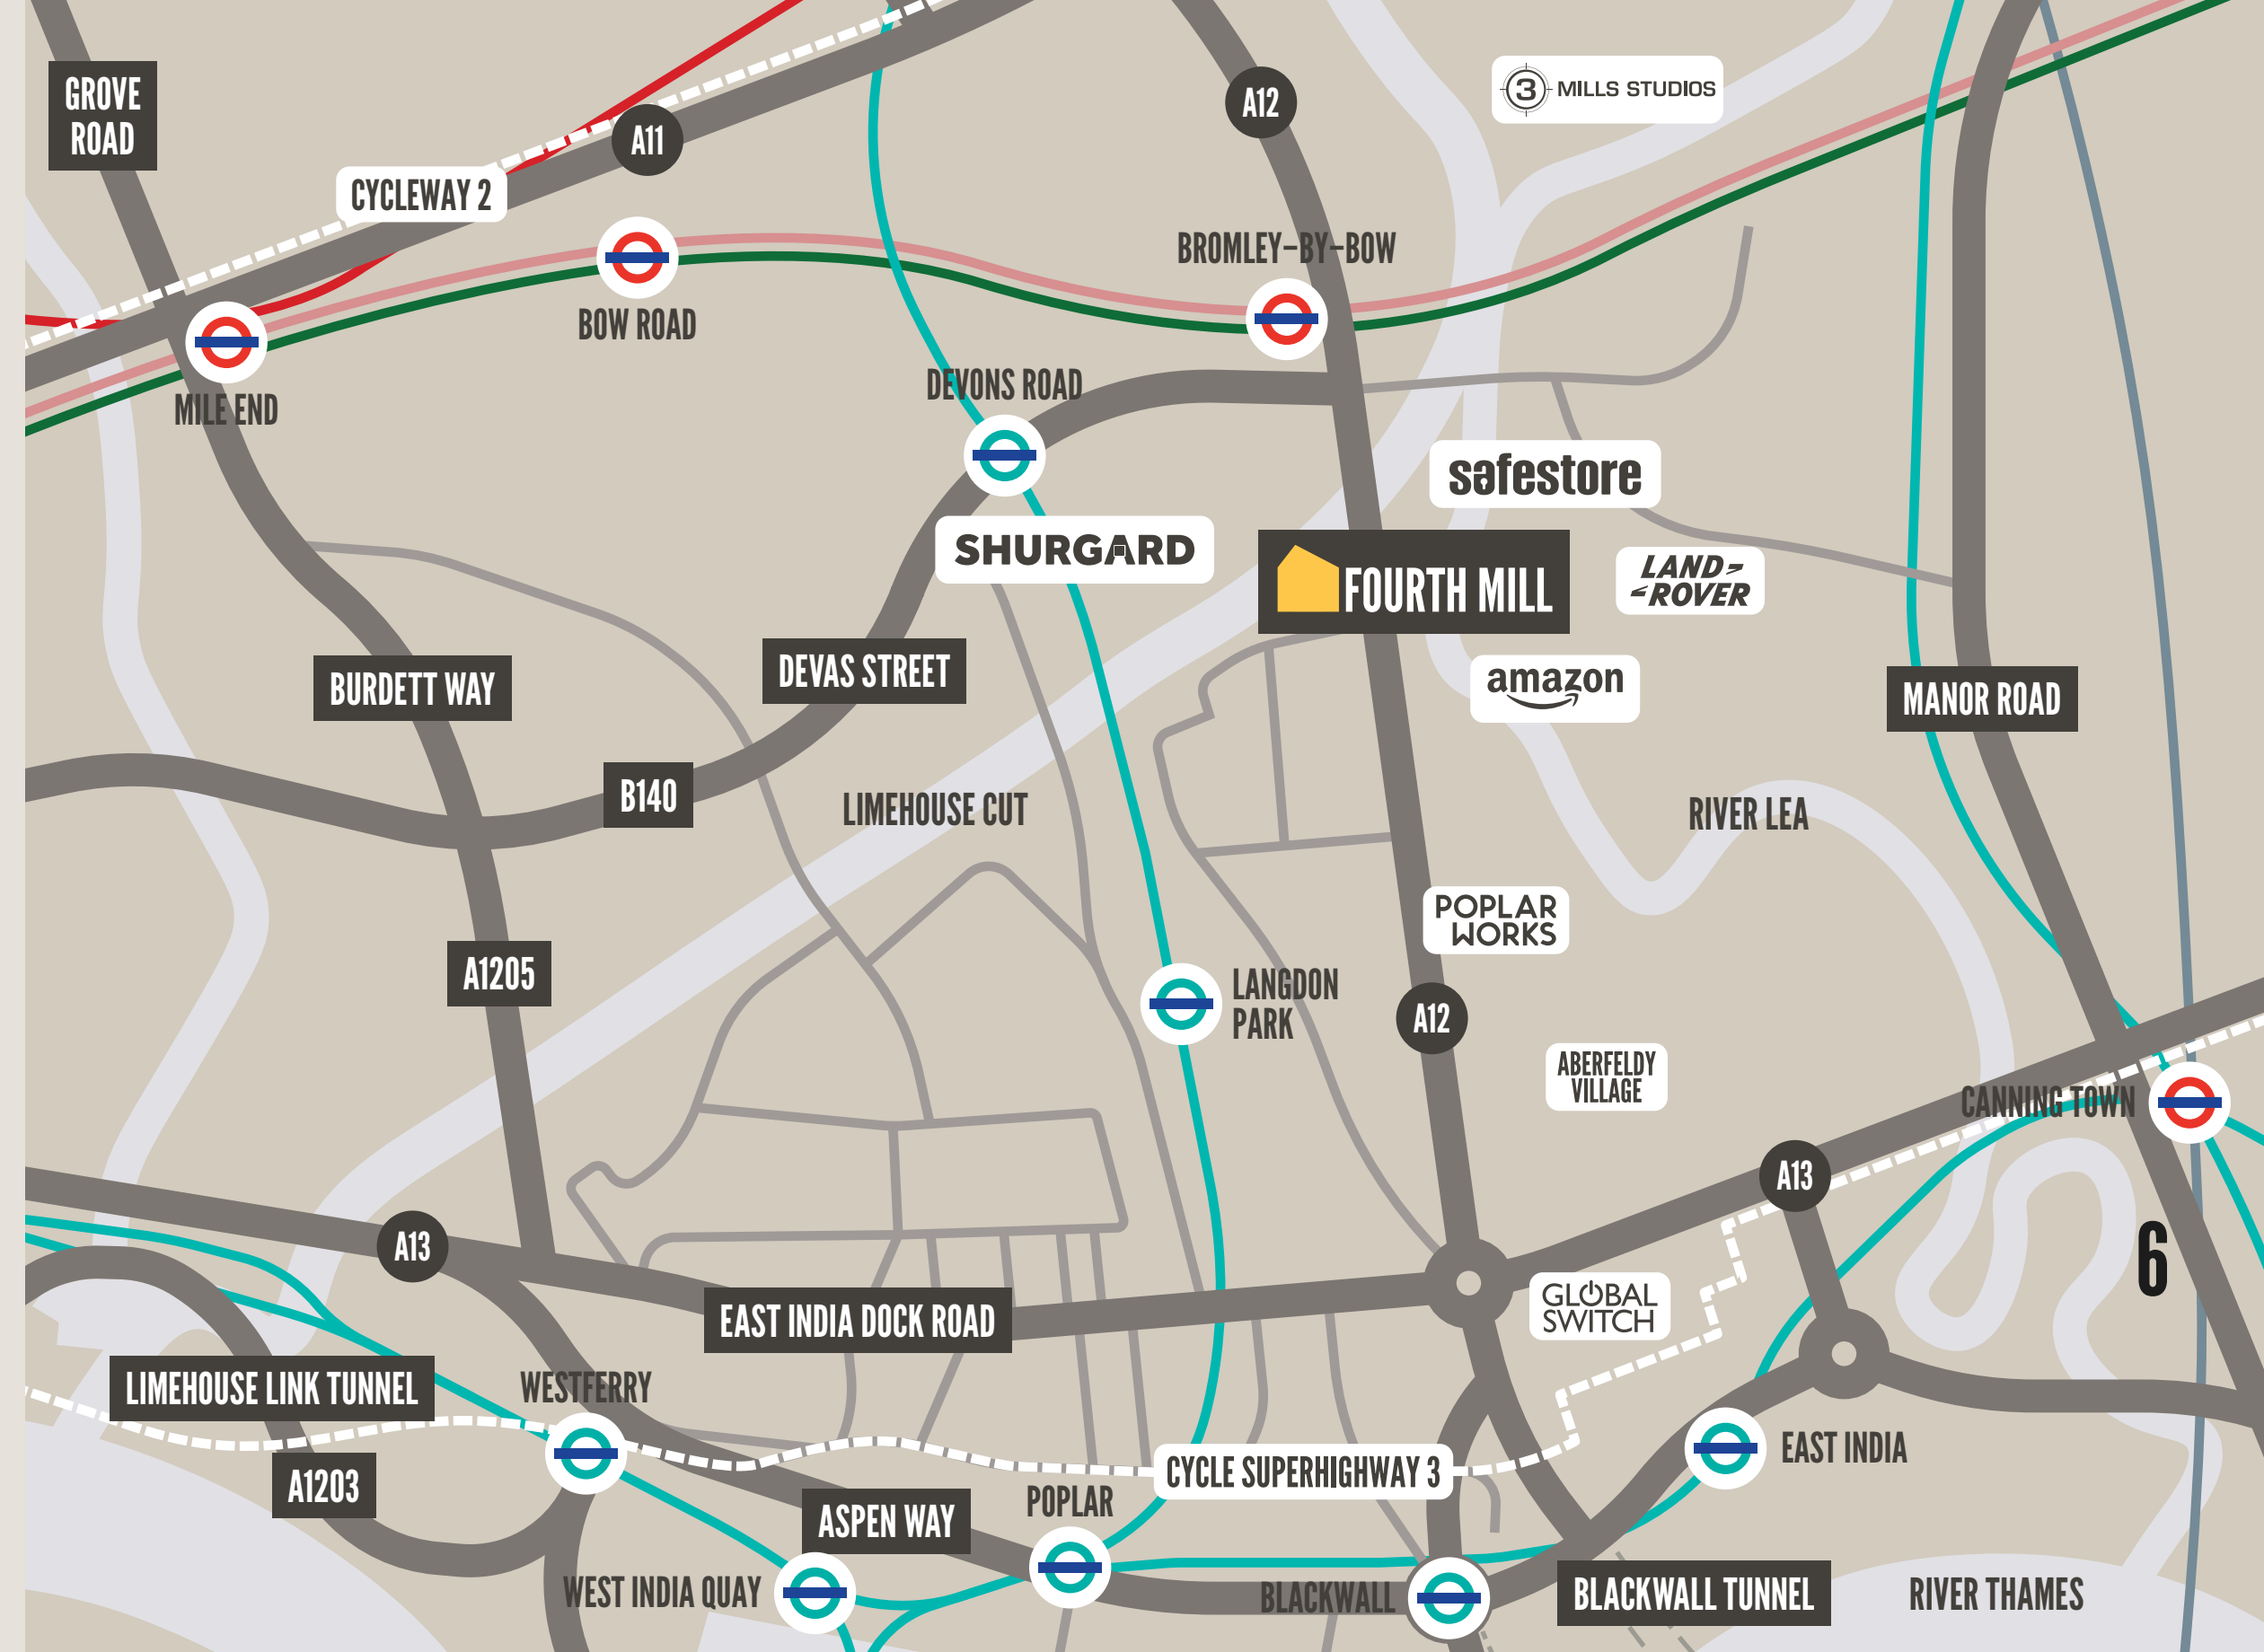 GROVE
ROAD
A11
A12
3 MILLS STUDIOS
CYCLEWAY 2
BROMLEY-BY-BOW
BOW ROAD
MILE END
DEVONS ROAD
safestore
SHURGARD
FOURTH MILL
LAND-
ROVER
DEVAS STREET
BURDETT WAY
amazon
MANOR ROAD
B140
LIMEHOUSE CUT
RIVER LEA
POPLAR
WORKS
A1205
LANGDON
PARK
A12
ABERFELDY
VILLAGE
CANNING TOWN
A13
A13
6
GLOBAL
SWITCH
EAST INDIA DOCK ROAD
LIMEHOUSE LINK TUNNEL
WESTFERRY
EAST INDIA
CYCLE SUPERHIGHWAY 3
A1203
POPLAR
ASPEN WAY
WEST INDIA QUAY
BLACKWALL
BLACKWALL TUNNEL
RIVER THAMES